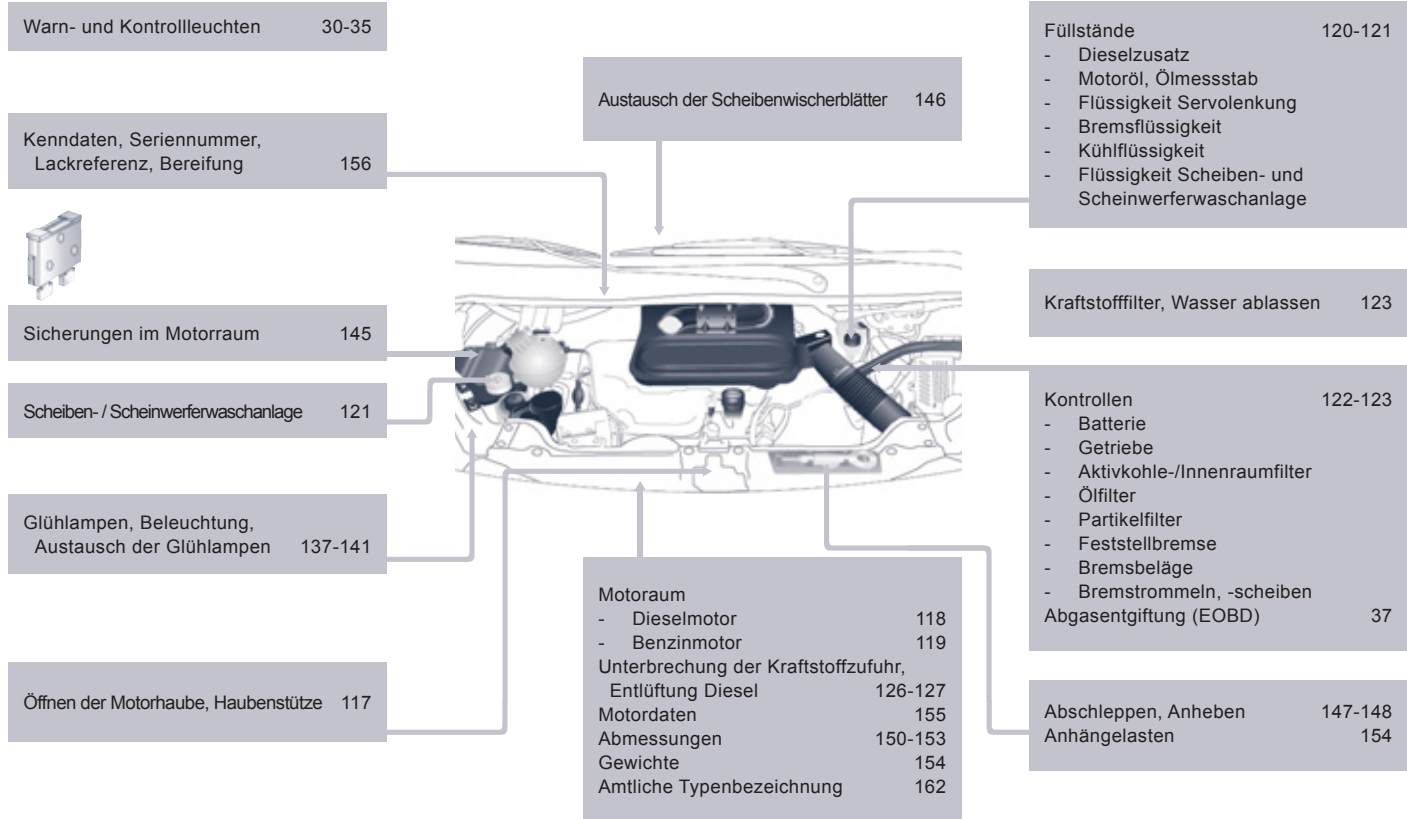 Warn- und Kontrollleuchten 30-35
Kenndaten, Seriennummer,
Lackreferenz, Bereifung 156
Sicherungen im Motorraum 145
Scheiben- / Scheinwerferwaschanlage 121
Glühlampen, Beleuchtung,
Austausch der Glühlampen 137-141
Öffnen der Motorhaube, Haubenstütze 117
Austausch der Scheibenwischerblätter 146
Motoraum
- Dieselmotor 118
- Benzinmotor 119
Unterbrechung der Kraftstoffzufuhr,
Entlüftung Diesel 126-127
Motordaten 155
Abmessungen 150-153
Gewichte 154
Amtliche Typenbezeichnung 162
Füllstände 120-121
- Dieselzusatz
- Motoröl, Ölmessstab
- Flüssigkeit Servolenkung
- Bremsflüssigkeit
- Kühlflüssigkeit
- Flüssigkeit Scheiben- und
Scheinwerferwaschanlage
Kraftstofffilter, Wasser ablassen 123
Kontrollen 122-123
- Batterie
- Getriebe
- Aktivkohle-/Innenraumfilter
- Ölfilter
- Partikelfilter
- Feststellbremse
- Bremsbeläge
- Bremstrommeln, -scheiben
Abgasentgiftung (EOBD) 37
Abschleppen, Anheben 147-148
Anhängelasten 154